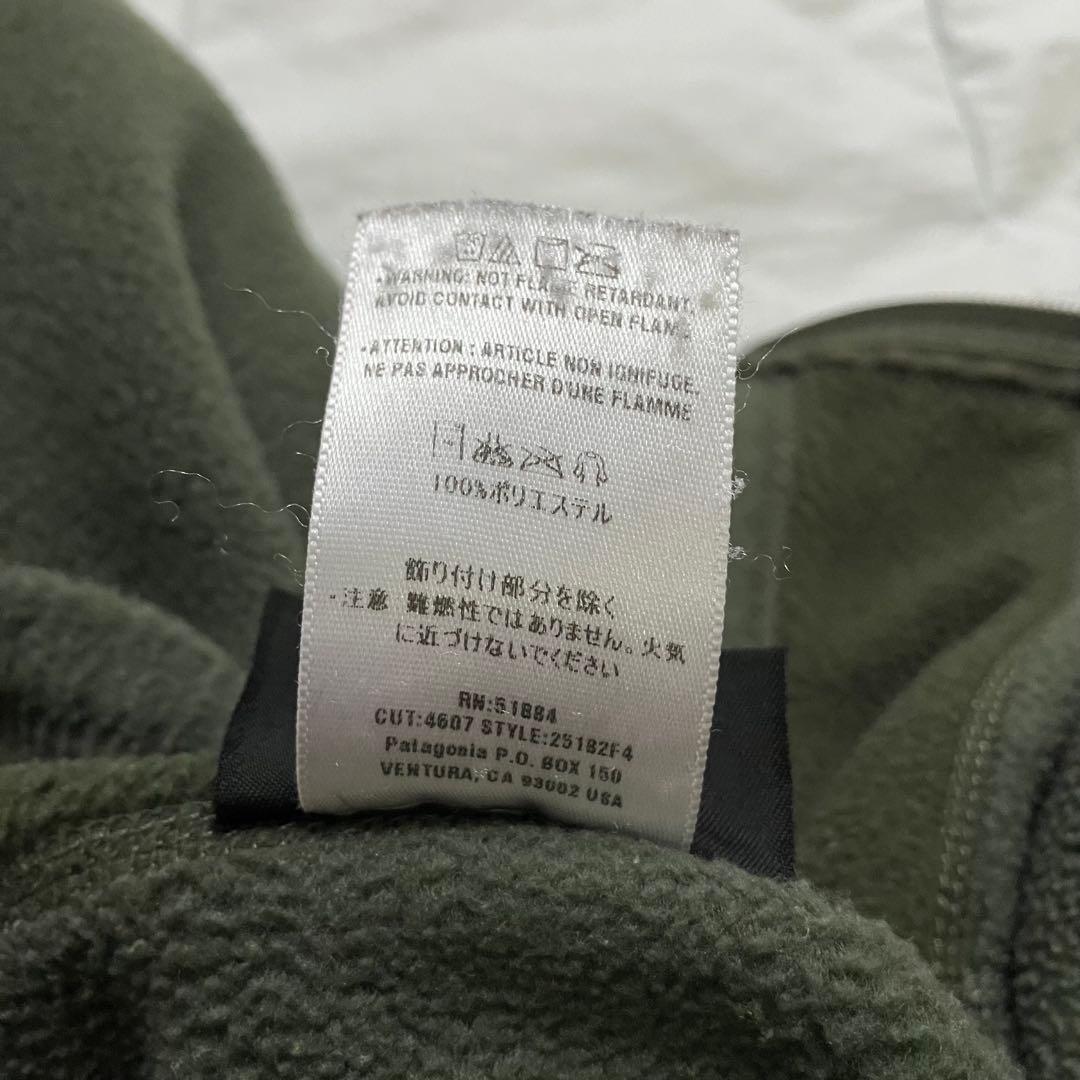 •WARNING: NOT FLAME RETARDANT.
AVOID CONTACT WITH OPEN FLAME
•ATTENTION : ARTICLE NON IGNIFUGE.
NE PAS APPROCHER D'UNE FLAMME
100%ポリエステル
飾り付け部分を除く
・注意 難燃性ではありません。火気
に近づけないでください
RN:51884
CUT:4607 STYLE:25182F4
Patagonia P.O. BOX 150
VENTURA, CA 93002 USA